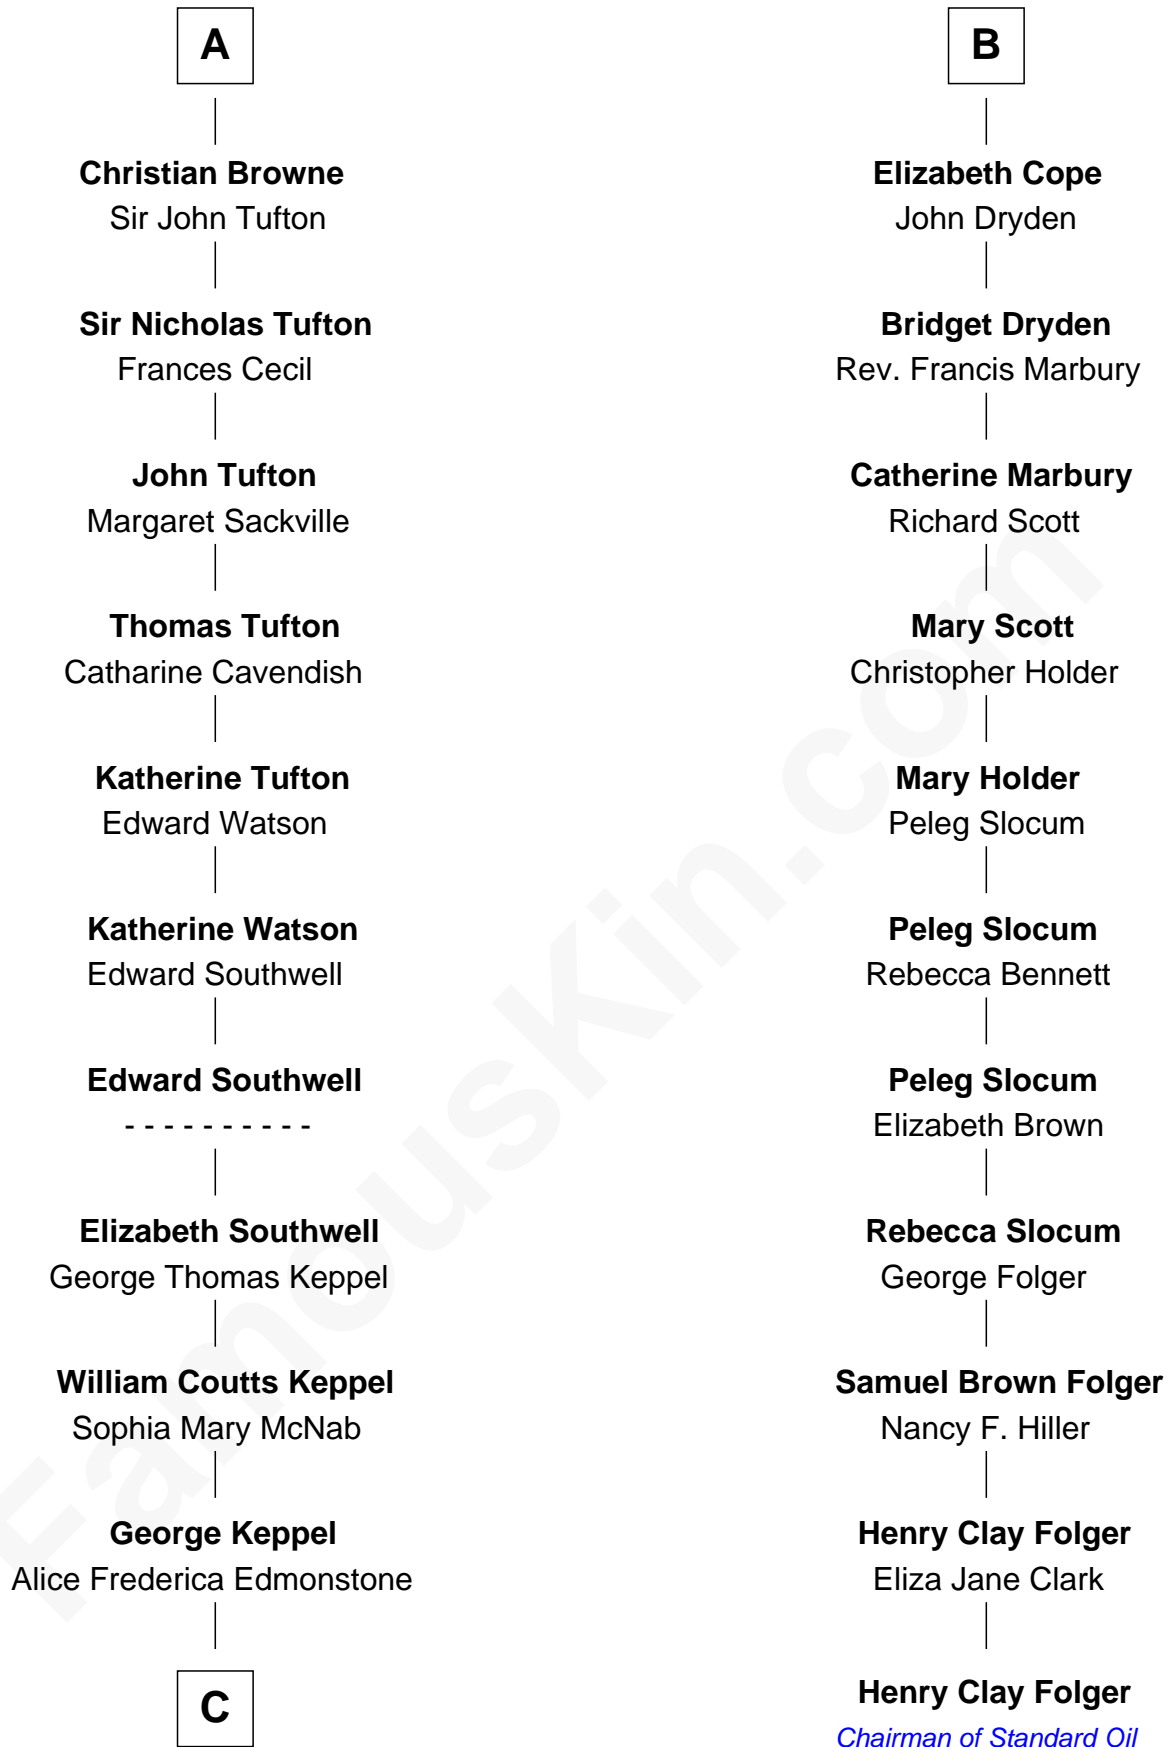 A
Christian Browne
Sir John Tufton
Sir Nicholas Tufton
Frances Cecil
John Tufton
Margaret Sackville
Thomas Tufton
Catharine Cavendish
Katherine Tufton
Edward Watson
Katherine Watson
Edward Southwell
Edward Southwell
- - - - - - - - - -
Elizabeth Southwell
George Thomas Keppel
William Coutts Keppel
Sophia Mary McNab
George Keppel
Alice Frederica Edmonstone
C
B
Elizabeth Cope
John Dryden
Bridget Dryden
Rev. Francis Marbury
Catherine Marbury
Richard Scott
Mary Scott
Christopher Holder
Mary Holder
Peleg Slocum
Peleg Slocum
Rebecca Bennett
Peleg Slocum
Elizabeth Brown
Rebecca Slocum
George Folger
Samuel Brown Folger
Nancy F. Hiller
Henry Clay Folger
Eliza Jane Clark
Henry Clay Folger
Chairman of Standard Oil
FamousKin.com